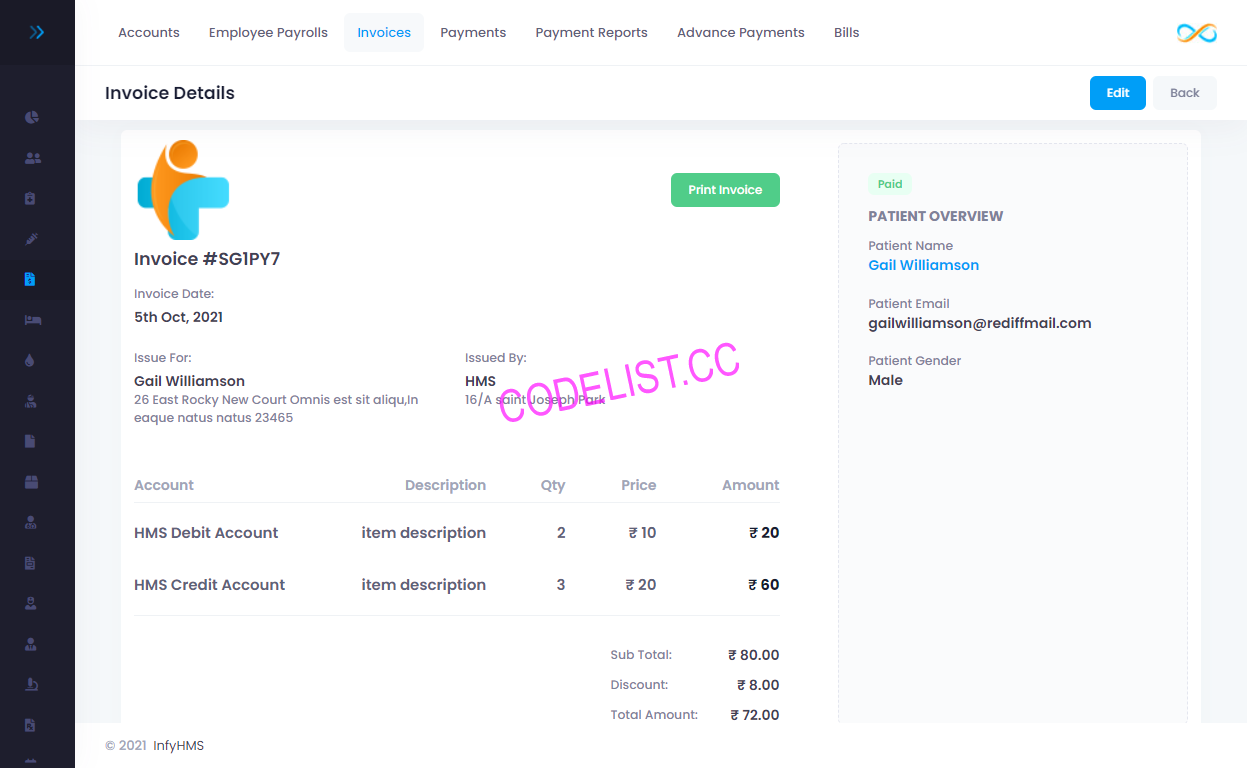 Accounts Employee Payrolls Invoices Payments Payment Reports Advance Payments Bills
Invoice Details
Edit Back
Print Invoice
Invoice #SG1PY7
Invoice Date:
5th Oct, 2021
Issue For: Issued By:
Gail Williamson HMS
26 East Rocky New Court Omnis est sit aliqu,In 16/A saint Joseph Park
eaque natus natus 23465
CODELIST.CC
Account Description Qty Price Amount
HMS Debit Account item description 2 ₹ 10 ₹ 20
HMS Credit Account item description 3 ₹ 20 ₹ 60
Sub Total: ₹ 80.00
Discount: ₹ 8.00
Total Amount: ₹ 72.00
Paid
PATIENT OVERVIEW
Patient Name
Gail Williamson
Patient Email
gailwilliamson@rediffmail.com
Patient Gender
Male
© 2021 InfyHMS